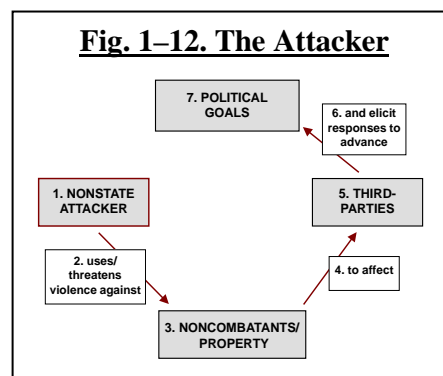 Fig. 1–12. The Attacker
7. POLITICAL
GOALS
6. and elicit
responses to
advance
1. NONSTATE
ATTACKER
5. THIRD-
PARTIES
2. uses/
threatens
violence against
4. to affect
3. NONCOMBATANTS/
PROPERTY